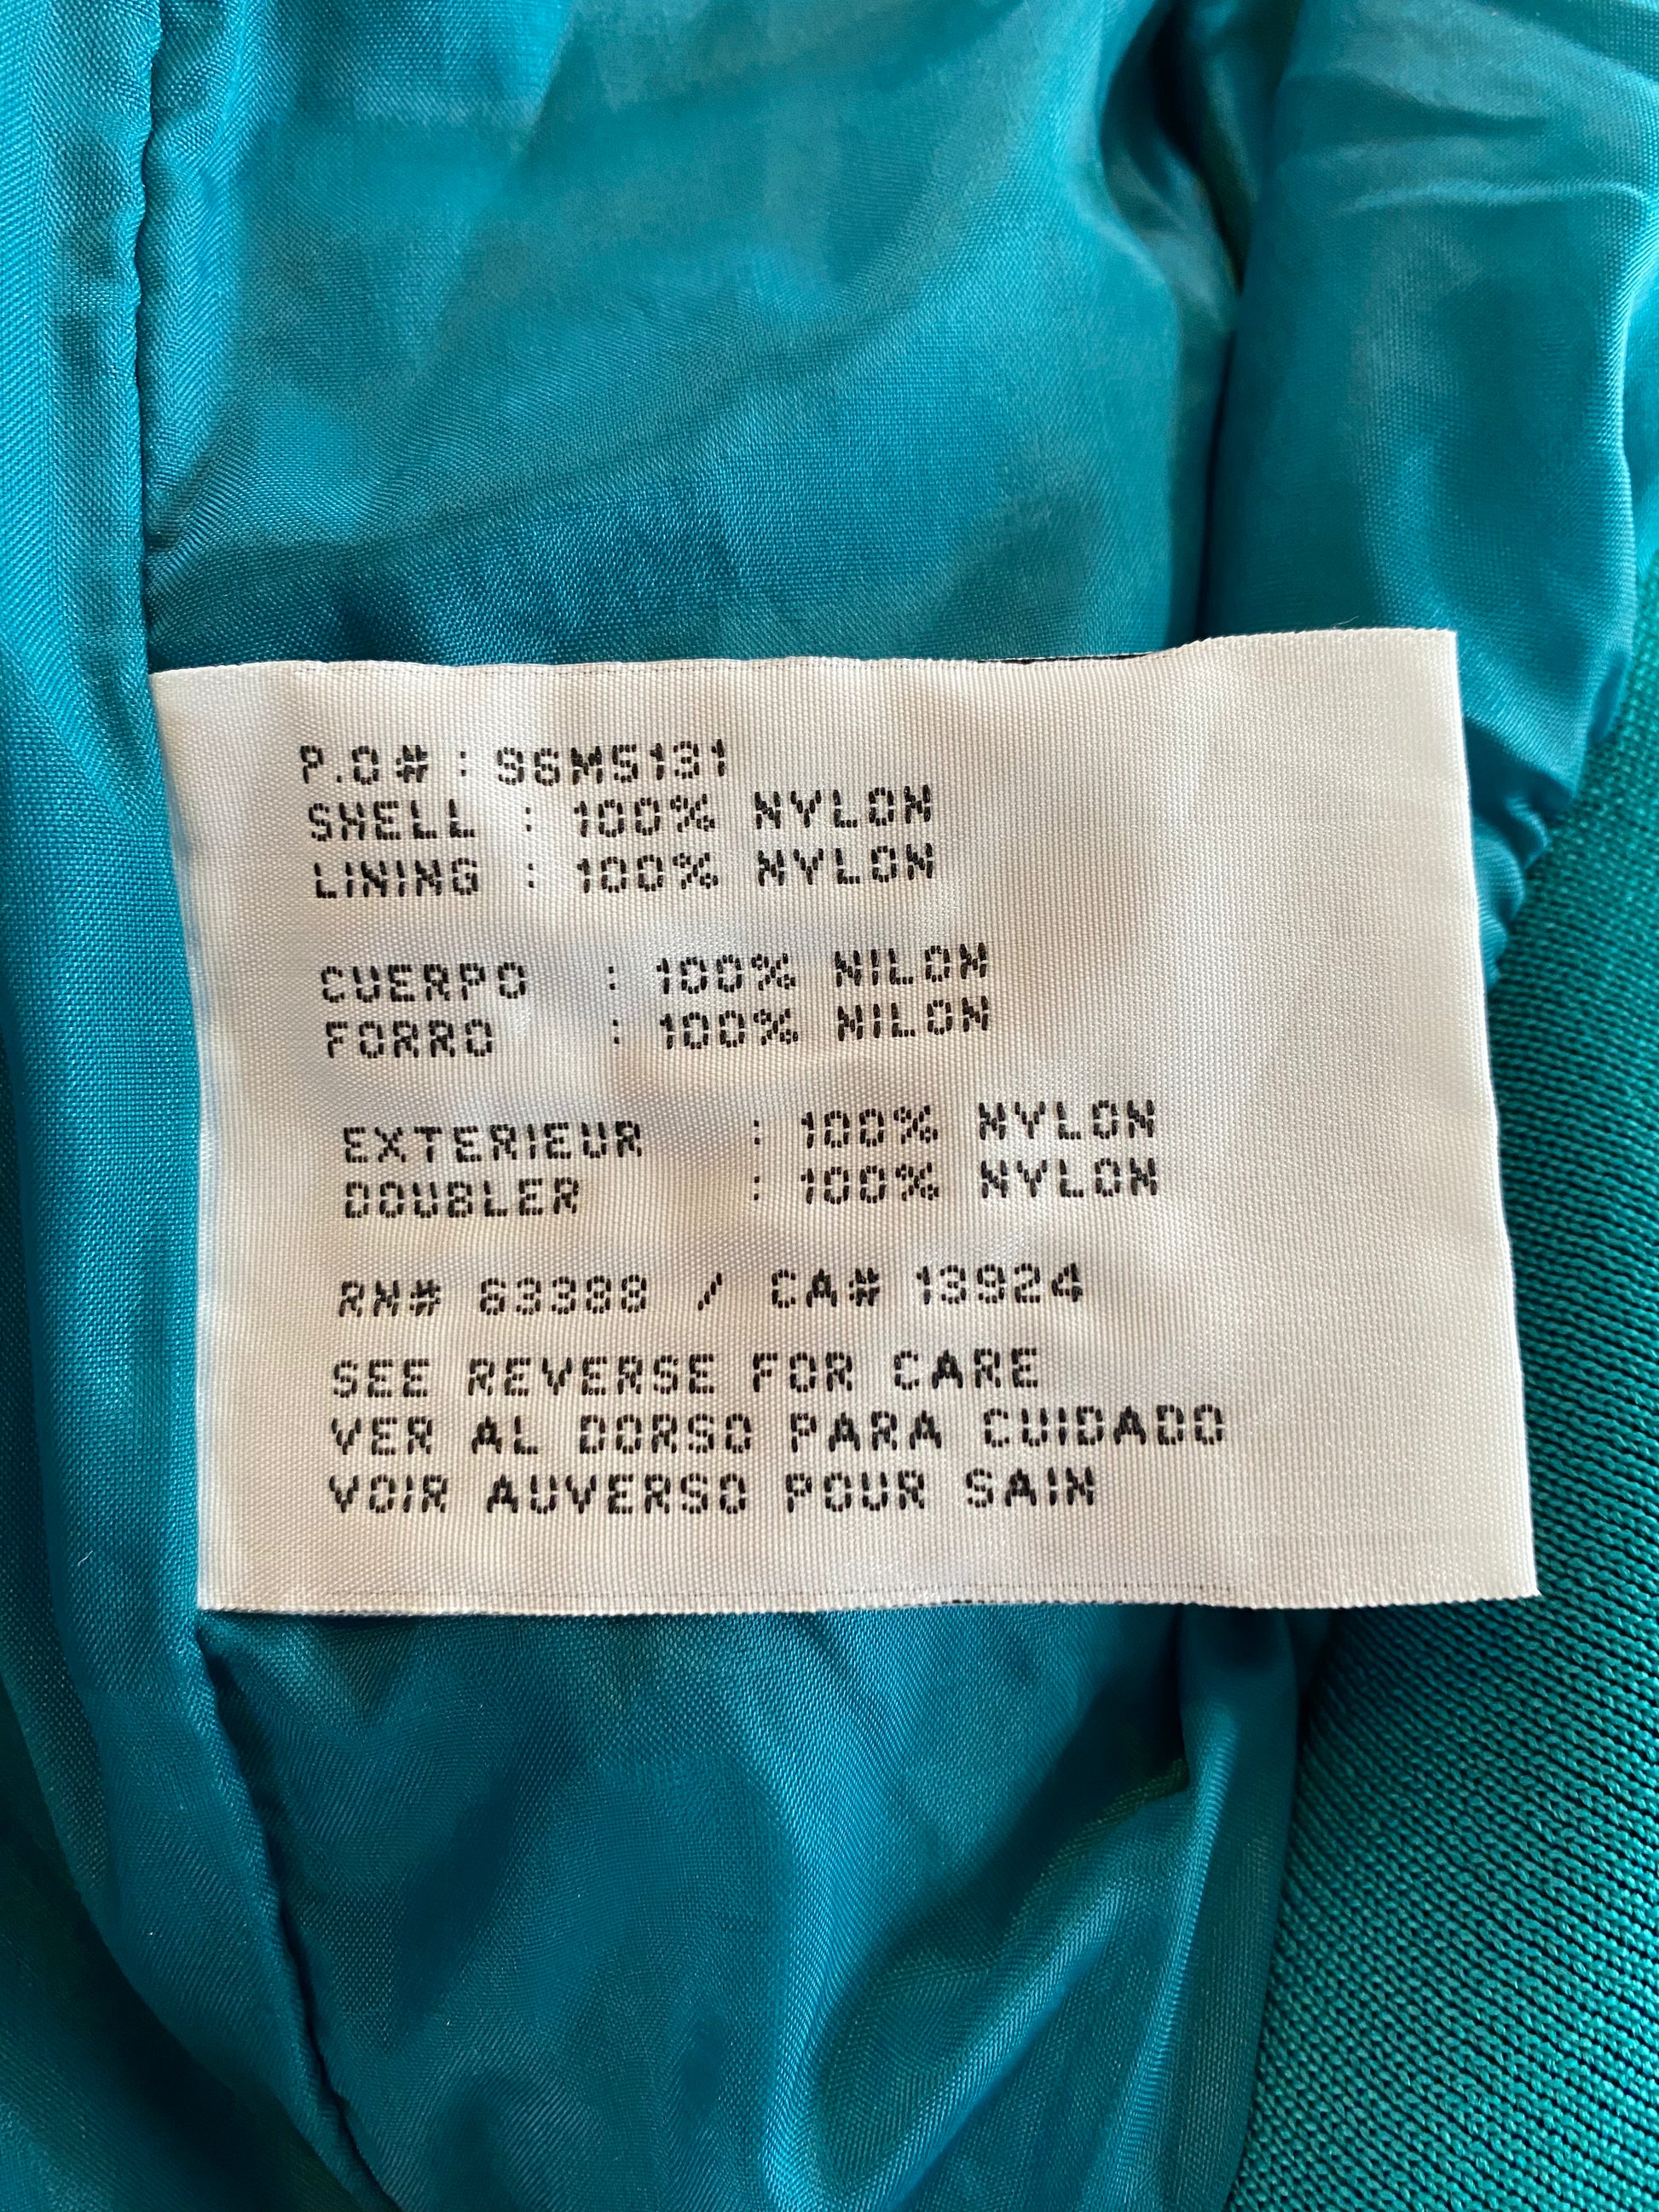 P.O# : 96M5131
SHELL : 100% NYLON
LINING : 100% NYLON
CUERPO : 100% NILON
FORRO : 100% NILON
EXTERIEUR : 100% NYLON
DOUBLER : 100% NYLON
RN# 63388 / CA# 13924
SEE REVERSE FOR CARE
VER AL DORSO PARA CUIDADO
VOIR AUVERSO POUR SAIN